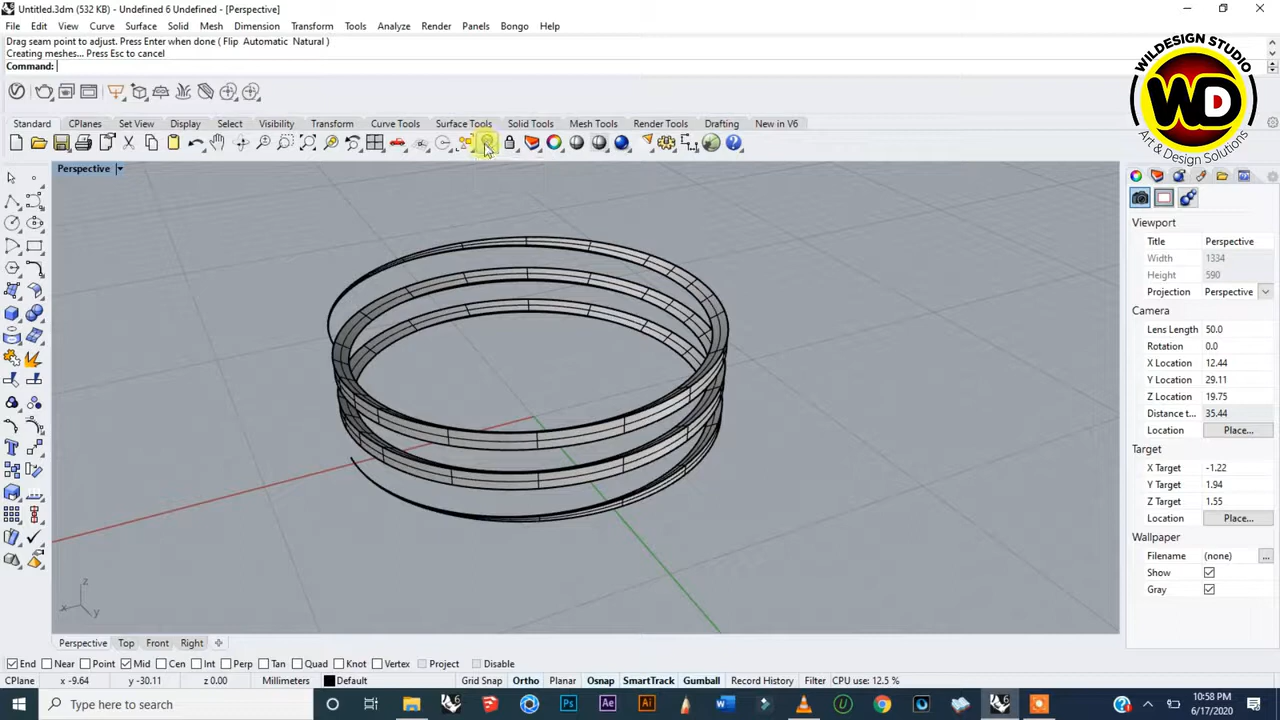 Untitled.3dm (532 KB) - Undefined 6 Undefined - [Perspective]
File Edit View Curve Surface Solid Mesh Dimension Transform Tools Analyze Render Panels Bongo Help
Drag seam point to adjust. Press Enter when done ( Flip Automatic Natural )
Creating meshes... Press Esc to cancel
Command:
WILDESIGN STUDIO
WD
Art & Design Solutions
Standard CPlanes Set View Display Select Visibility Transform Curve Tools Surface Tools Solid Tools Mesh Tools Render Tools Drafting New in V6
Perspective
Viewport
Title Perspective
Width 1334
Height 590
Projection Perspective
Camera
Lens Length 50.0
Rotation 0.0
X Location 12.44
Y Location 29.11
Z Location 19.75
Distance t... 35.44
Location Place...
Target
X Target -1.22
Y Target 1.94
Z Target 1.55
Location Place...
Wallpaper
Filename (none) ...
Show
Gray
z
x y
Perspective Top Front Right
End Near Point Mid Cen Int Perp Tan Quad Knot Vertex Project Disable
CPlane x -9.64 y -30.11 z 0.00 Millimeters Default Grid Snap Ortho Planar Osnap SmartTrack Gumball Record History Filter CPU use: 12.5 %
Type here to search
10:58 PM
6/17/2020